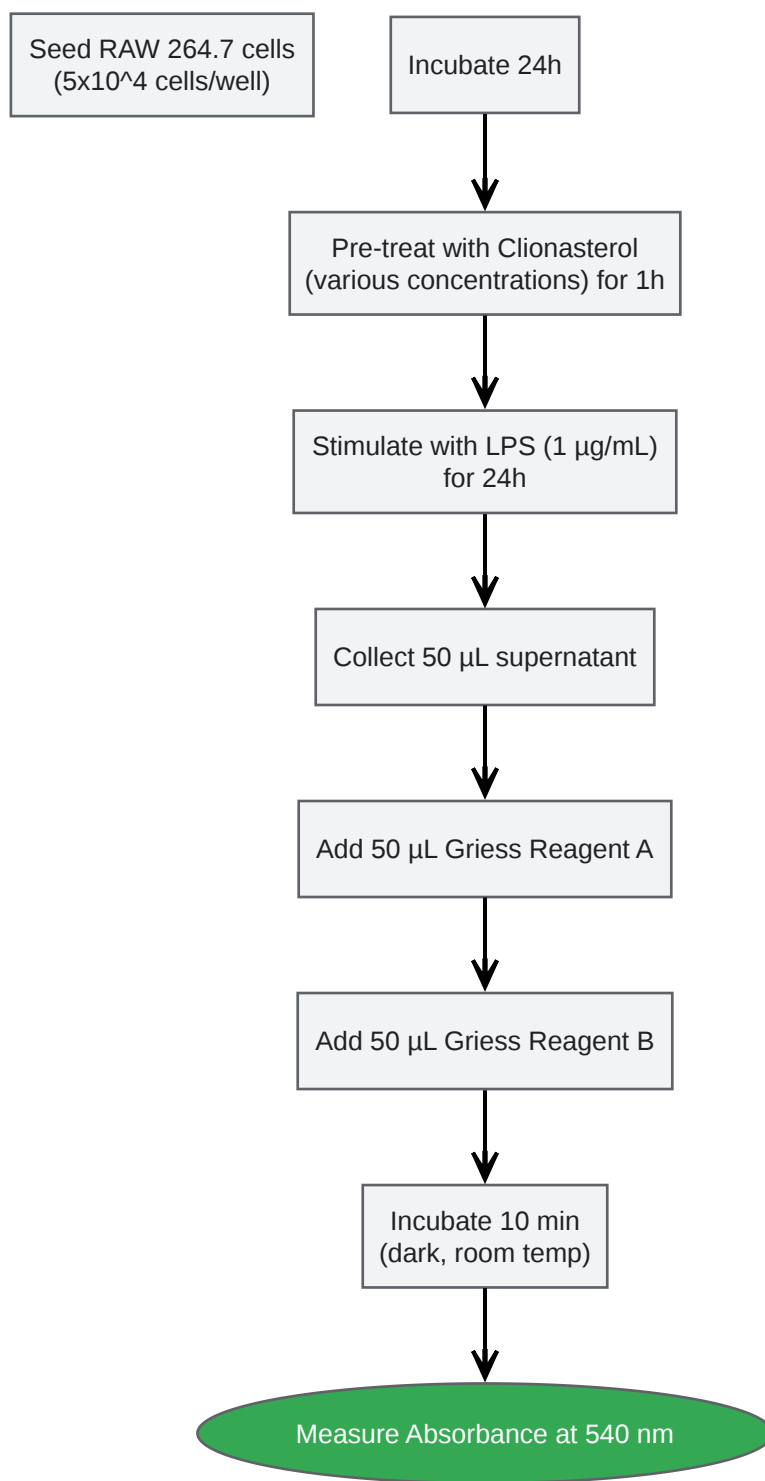 Seed RAW 264.7 cells
(5x10^4 cells/well)
Incubate 24h
Pre-treat with Clionasterol
(various concentrations) for 1h
Stimulate with LPS (1 µg/mL)
for 24h
Collect 50 µL supernatant
Add 50 µL Griess Reagent A
Add 50 µL Griess Reagent B
Incubate 10 min
(dark, room temp)
Measure Absorbance at 540 nm